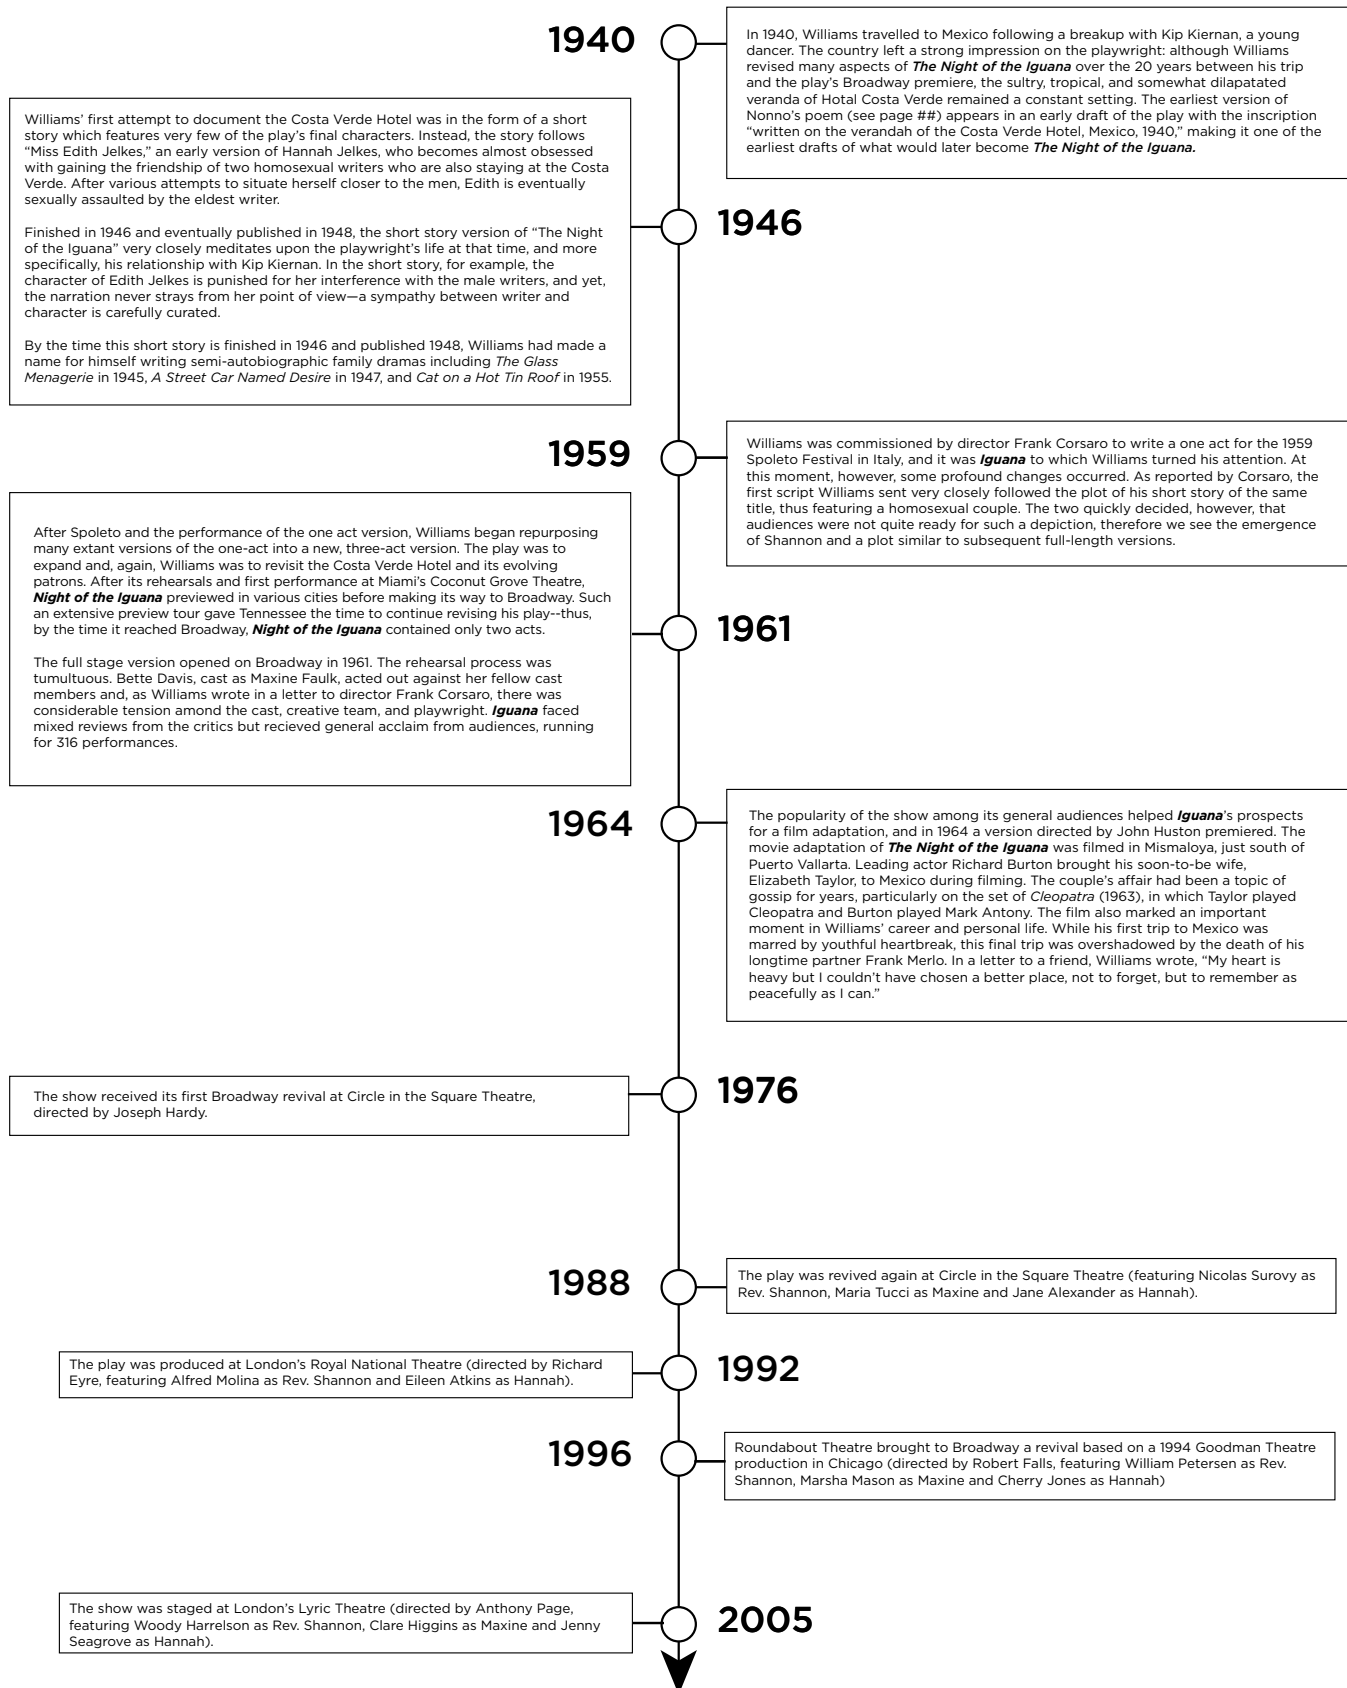 1940
In 1940, Williams travelled to Mexico following a breakup with Kip Kiernan, a young
dancer. The country left a strong impression on the playwright: although Williams
revised many aspects of The Night of the Iguana over the 20 years between his trip
and the play's Broadway premiere, the sultry, tropical, and somewhat dilapatated
veranda of Hotal Costa Verde remained a constant setting. The earliest version of
Nonno's poem (see page ##) appears in an early draft of the play with the inscription
“written on the verandah of the Costa Verde Hotel, Mexico, 1940,” making it one of the
earliest drafts of what would later become The Night of the Iguana.
Williams' first attempt to document the Costa Verde Hotel was in the form of a short
story which features very few of the play's final characters. Instead, the story follows
“Miss Edith Jelkes,” an early version of Hannah Jelkes, who becomes almost obsessed
with gaining the friendship of two homosexual writers who are also staying at the Costa
Verde. After various attempts to situate herself closer to the men, Edith is eventually
sexually assaulted by the eldest writer.
Finished in 1946 and eventually published in 1948, the short story version of “The Night
of the Iguana” very closely meditates upon the playwright's life at that time, and more
specifically, his relationship with Kip Kiernan. In the short story, for example, the
character of Edith Jelkes is punished for her interference with the male writers, and yet,
the narration never strays from her point of view—a sympathy between writer and
character is carefully curated.
By the time this short story is finished in 1946 and published 1948, Williams had made a
name for himself writing semi-autobiographic family dramas including The Glass
Menagerie in 1945, A Street Car Named Desire in 1947, and Cat on a Hot Tin Roof in 1955.
1946
1959
Williams was commissioned by director Frank Corsaro to write a one act for the 1959
Spoleto Festival in Italy, and it was Iguana to which Williams turned his attention. At
this moment, however, some profound changes occurred. As reported by Corsaro, the
first script Williams sent very closely followed the plot of his short story of the same
title, thus featuring a homosexual couple. The two quickly decided, however, that
audiences were not quite ready for such a depiction, therefore we see the emergence
of Shannon and a plot similar to subsequent full-length versions.
After Spoleto and the performance of the one act version, Williams began repurposing
many extant versions of the one-act into a new, three-act version. The play was to
expand and, again, Williams was to revisit the Costa Verde Hotel and its evolving
patrons. After its rehearsals and first performance at Miami's Coconut Grove Theatre,
Night of the Iguana previewed in various cities before making its way to Broadway. Such
an extensive preview tour gave Tennessee the time to continue revising his play--thus,
by the time it reached Broadway, Night of the Iguana contained only two acts.
The full stage version opened on Broadway in 1961. The rehearsal process was
tumultuous. Bette Davis, cast as Maxine Faulk, acted out against her fellow cast
members and, as Williams wrote in a letter to director Frank Corsaro, there was
considerable tension amond the cast, creative team, and playwright. Iguana faced
mixed reviews from the critics but recieved general acclaim from audiences, running
for 316 performances.
1961
1964
The popularity of the show among its general audiences helped Iguana's prospects
for a film adaptation, and in 1964 a version directed by John Huston premiered. The
movie adaptation of The Night of the Iguana was filmed in Mismaloya, just south of
Puerto Vallarta. Leading actor Richard Burton brought his soon-to-be wife,
Elizabeth Taylor, to Mexico during filming. The couple's affair had been a topic of
gossip for years, particularly on the set of Cleopatra (1963), in which Taylor played
Cleopatra and Burton played Mark Antony. The film also marked an important
moment in Williams' career and personal life. While his first trip to Mexico was
marred by youthful heartbreak, this final trip was overshadowed by the death of his
longtime partner Frank Merlo. In a letter to a friend, Williams wrote, “My heart is
heavy but I couldn't have chosen a better place, not to forget, but to remember as
peacefully as I can.”
The show received its first Broadway revival at Circle in the Square Theatre,
directed by Joseph Hardy.
1976
1988
The play was revived again at Circle in the Square Theatre (featuring Nicolas Surovy as
Rev. Shannon, Maria Tucci as Maxine and Jane Alexander as Hannah).
The play was produced at London's Royal National Theatre (directed by Richard
Eyre, featuring Alfred Molina as Rev. Shannon and Eileen Atkins as Hannah).
1992
1996
Roundabout Theatre brought to Broadway a revival based on a 1994 Goodman Theatre
production in Chicago (directed by Robert Falls, featuring William Petersen as Rev.
Shannon, Marsha Mason as Maxine and Cherry Jones as Hannah)
The show was staged at London's Lyric Theatre (directed by Anthony Page,
featuring Woody Harrelson as Rev. Shannon, Clare Higgins as Maxine and Jenny
Seagrove as Hannah).
2005